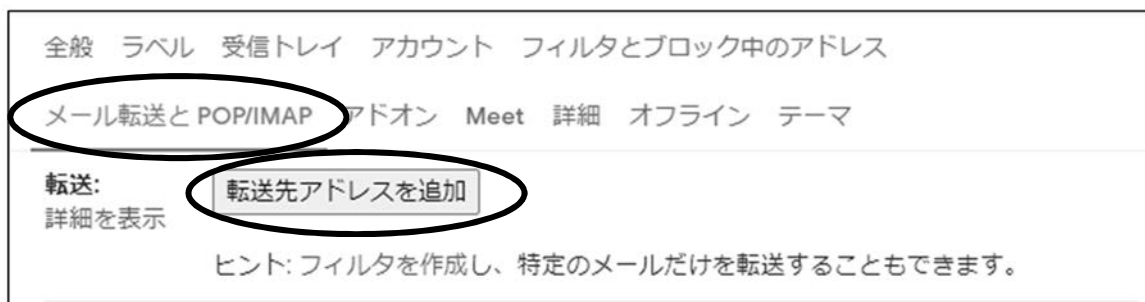 全般 ラベル 受信トレイ アカウント フィルタとブロック中のアドレス
メール転送と POP/IMAP アドオン Meet 詳細 オフライン テーマ
転送: 転送先アドレスを追加
詳細を表示
ヒント: フィルタを作成し、特定のメールだけを転送することもできます。